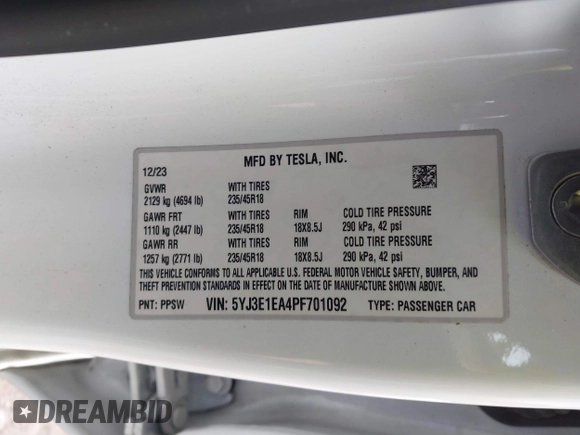 12/23 MFD BY TESLA, INC.
GVWR WITH TIRES
2129 kg (4694 lb) 235/45R18
GAWR FRT WITH TIRES RIM COLD TIRE PRESSURE
1110 kg (2447 lb) 235/45R18 18X8.5J 290 kPa, 42 psi
GAWR RR WITH TIRES RIM COLD TIRE PRESSURE
1257 kg (2771 lb) 235/45R18 18X8.5J 290 kPa, 42 psi
THIS VEHICLE CONFORMS TO ALL APPLICABLE U.S. FEDERAL MOTOR VEHICLE SAFETY, BUMPER, AND
THEFT PREVENTION STANDARDS IN EFFECT ON THE DATE OF MANUFACTURE SHOWN ABOVE.
PNT: PPSW VIN: 5YJ3E1EA4PF701092 TYPE: PASSENGER CAR
DREAMBID